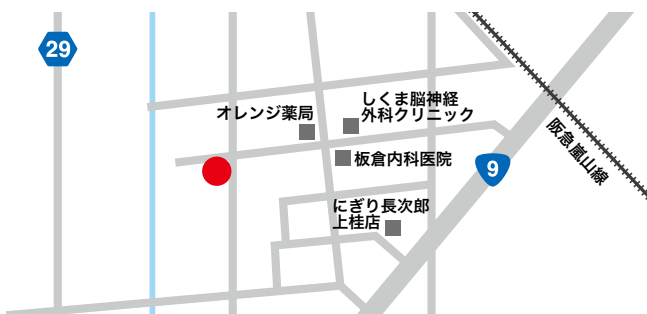 29
しくま脳神経
外科クリニック
オレンジ薬局
板倉内科医院
9
阪急嵐山線
にぎり長次郎
上桂店